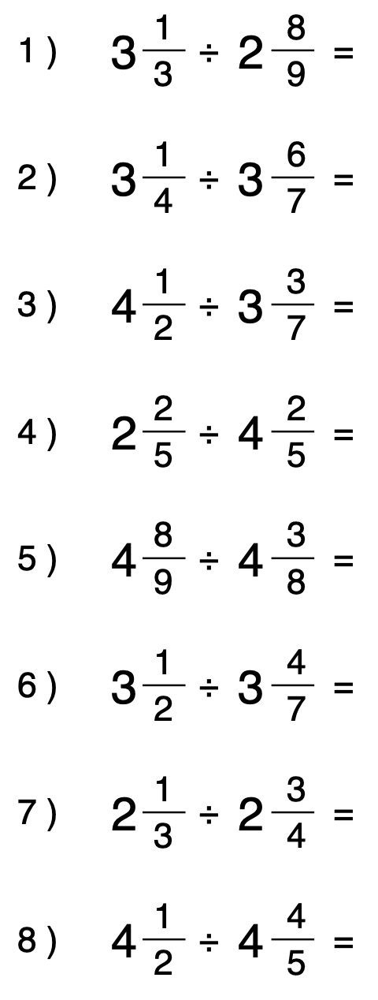 1) 3 1/3 ÷ 2 8/9 =
2) 3 1/4 ÷ 3 6/7 =
3) 4 1/2 ÷ 3 3/7 =
4) 2 2/5 ÷ 4 2/5 =
5) 4 8/9 ÷ 4 3/8 =
6) 3 1/2 ÷ 3 4/7 =
7) 2 1/3 ÷ 2 3/4 =
8) 4 1/2 ÷ 4 4/5 =